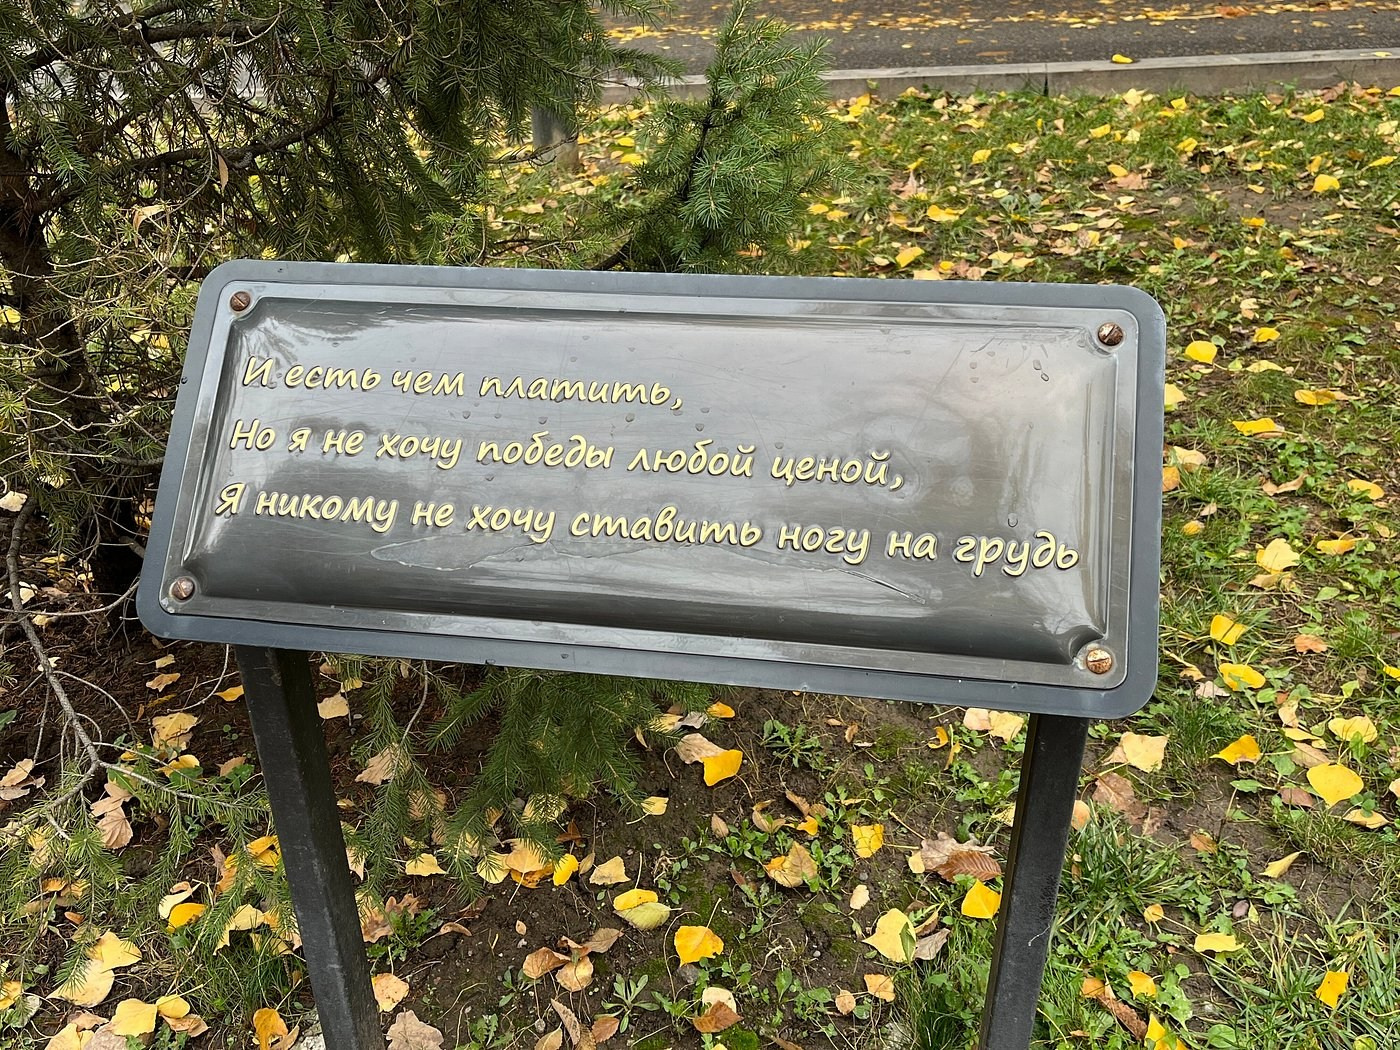 И есть чем платить,
Но я не хочу победы любой ценой,
Я никому не хочу ставить ногу на грудь